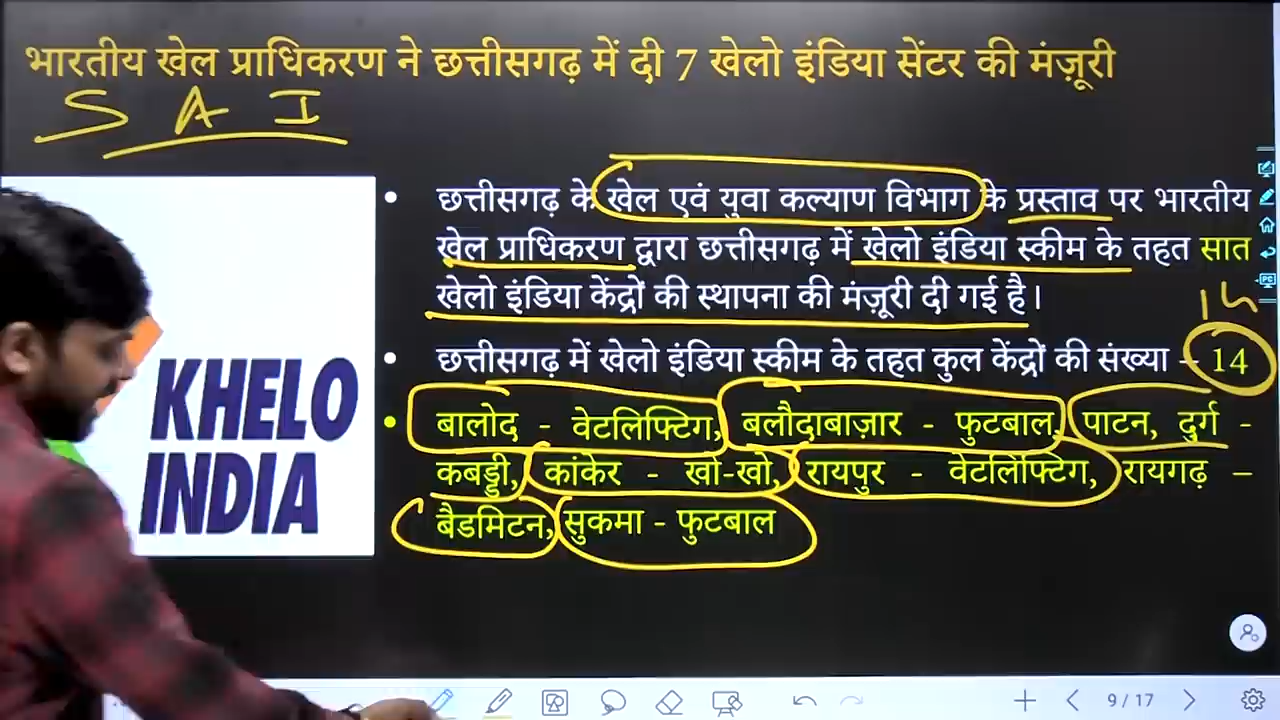 भारतीय खेल प्राधिकरण ने छत्तीसगढ़ में दी 7 खेलो इंडिया सेंटर की मंज़ूरी
S A I
KHELO
INDIA
• छत्तीसगढ़ के खेल एवं युवा कल्याण विभाग के प्रस्ताव पर भारतीय
खेल प्राधिकरण द्वारा छत्तीसगढ़ में खेलो इंडिया स्कीम के तहत सात
खेलो इंडिया केंद्रों की स्थापना की मंज़ूरी दी गई है।
• छत्तीसगढ़ में खेलो इंडिया स्कीम के तहत कुल केंद्रों की संख्या – 14
• बालोद - वेटलिफ्टिग, बलौदाबाज़ार - फुटबाल, पाटन, दुर्ग -
कबड्डी, कांकेर - खो-खो, रायपुर - वेटलिफ्टिग, रायगढ़ –
बैडमिटन, सुकमा - फुटबाल
9 / 17